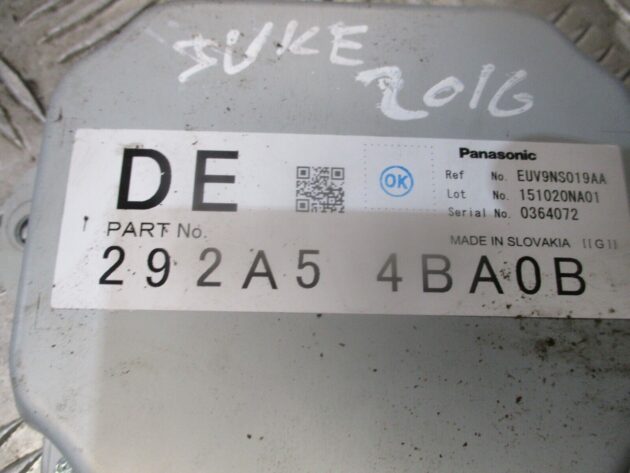 JUKE
2016
DE
OK
Panasonic
Ref No. EUV9NS019AA
Lot No. 151020NA01
Serial No. 0364072
PART No.
MADE IN SLOVAKIA [[G]]
292A5 4BA0B